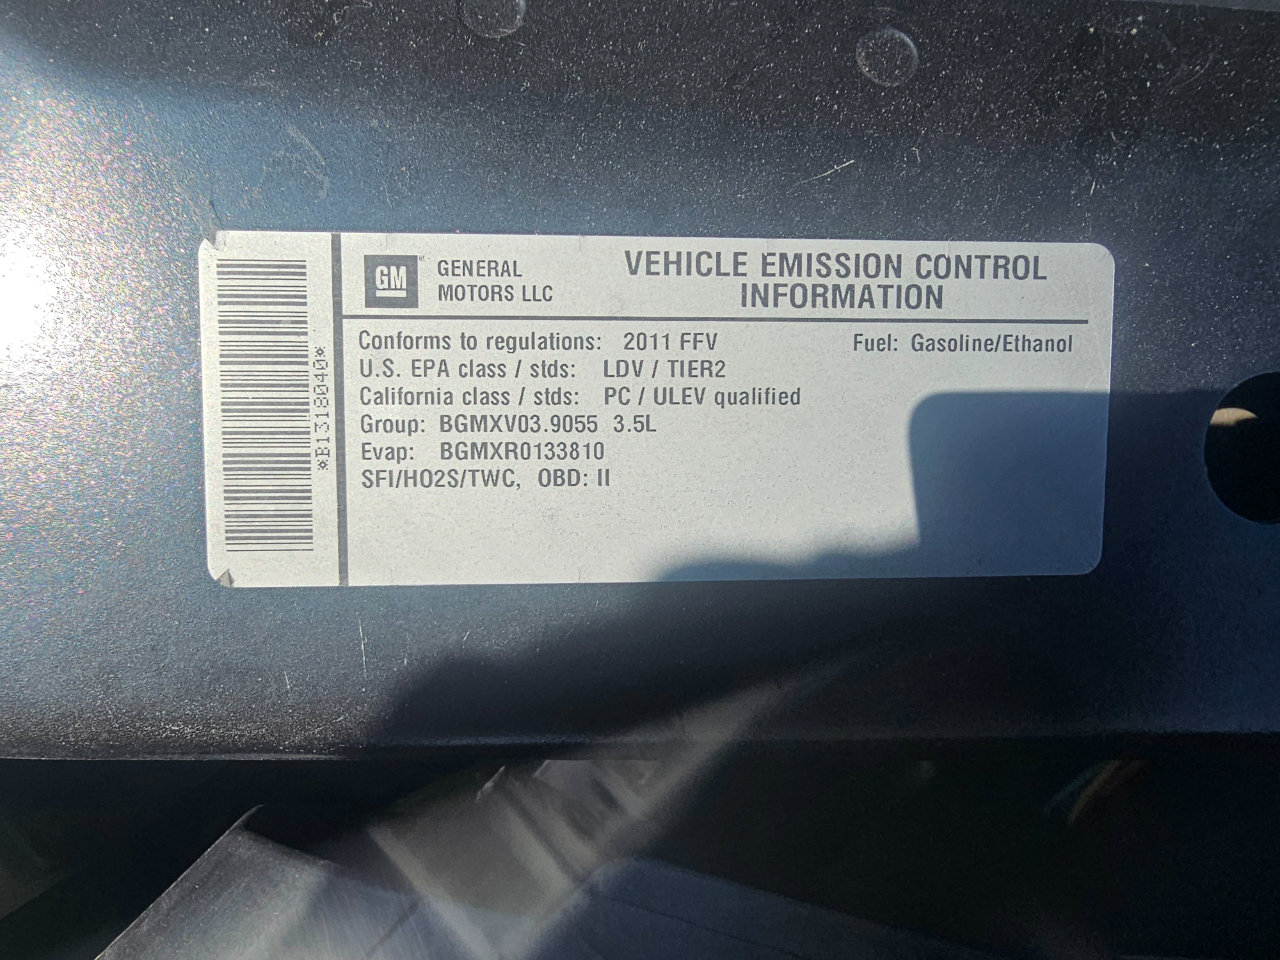 *B1318040*
GM
GENERAL
MOTORS LLC
VEHICLE EMISSION CONTROL
INFORMATION
Conforms to regulations: 2011 FFV
Fuel: Gasoline/Ethanol
U.S. EPA class / stds: LDV / TIER2
California class / stds: PC / ULEV qualified
Group: BGMXV03.9055 3.5L
Evap: BGMXR0133810
SFI/HO2S/TWC, OBD: II